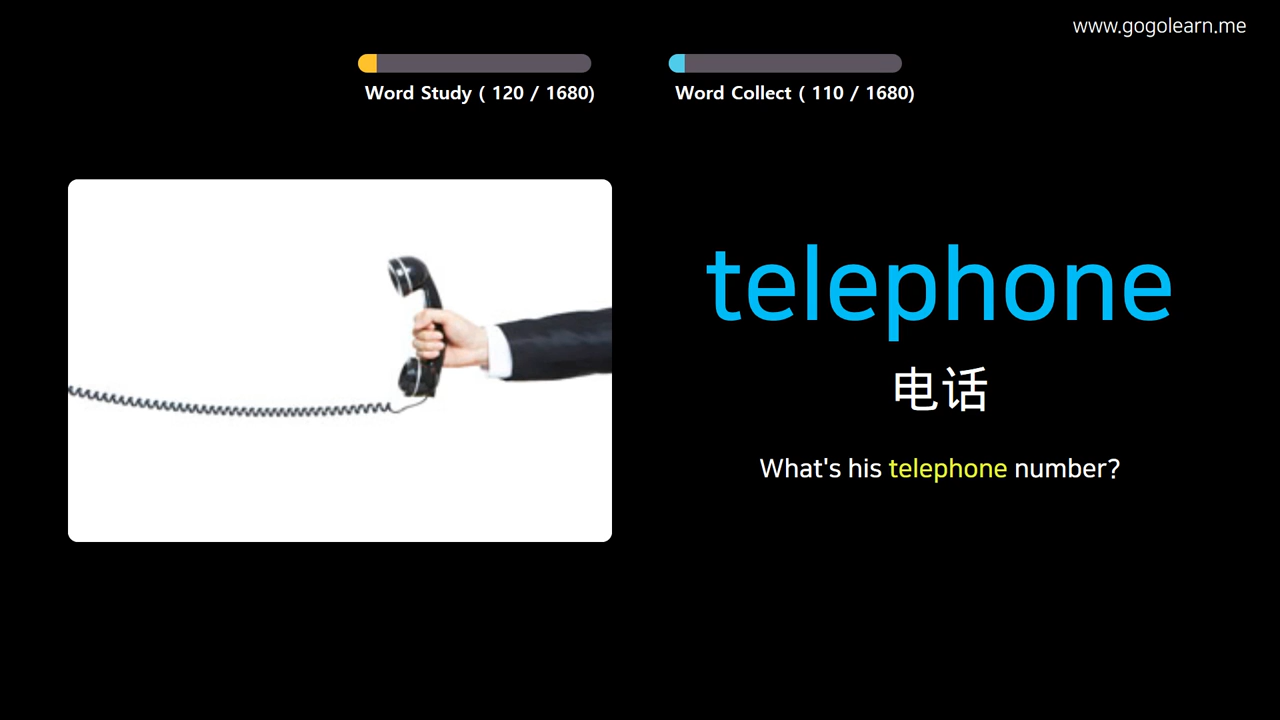 www.gogolearn.me
Word Study ( 120 / 1680)
Word Collect ( 110 / 1680)
telephone
电话
What's his telephone number?